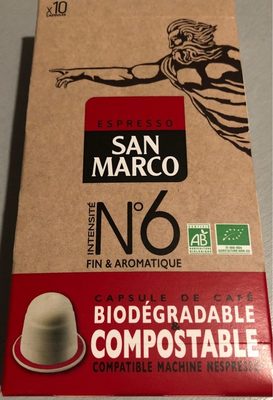 x10
ESPRESSO
SAN
MARCO
INTENSITÉ
N°6
FIN & AROMATIQUE
AB
CAPSULE DE CAFÉ
BIODÉGRADABLE
&
COMPOSTABLE
COMPATIBLE MACHINE NESPRESSO